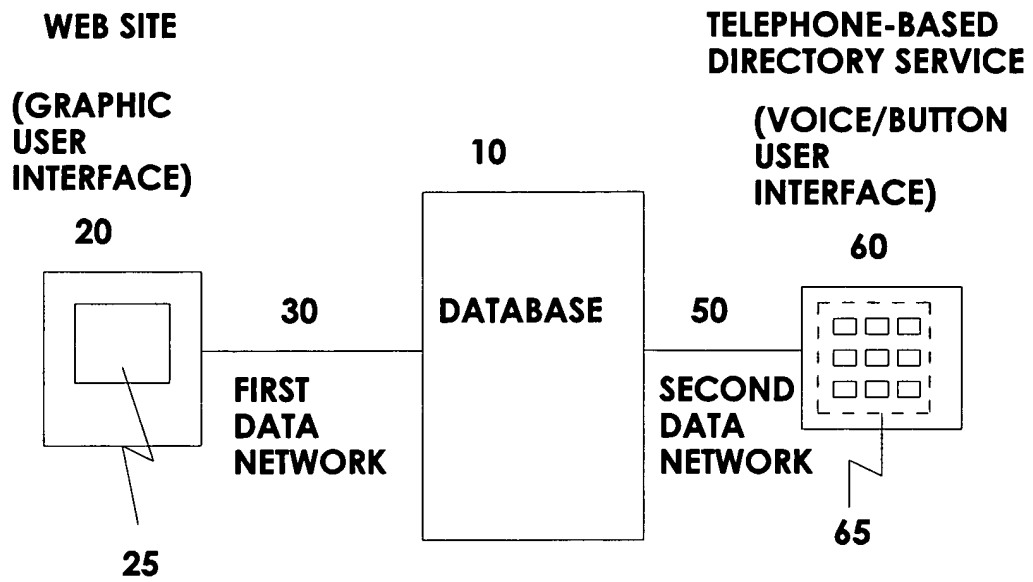 WEB SITE
(GRAPHIC
USER
INTERFACE)
20
TELEPHONE-BASED
DIRECTORY SERVICE
(VOICE/BUTTON
USER
INTERFACE)
60
10
30
DATABASE
50
FIRST
DATA
NETWORK
SECOND
DATA
NETWORK
25
65